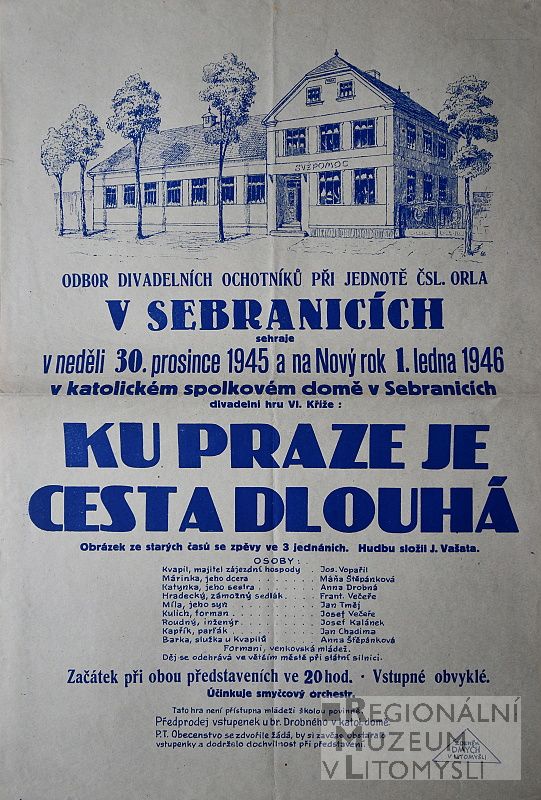 SVÉPOMOC
ODBOR DIVADELNÍCH OCHOTNÍKŮ PŘI JEDNOTĚ ČSL. ORLA
V SEBRANICÍCH
sehraje
v neděli 30. prosince 1945 a na Nový rok 1. ledna 1946
v katolickém spolkovém domě v Sebranicích
divadelní hru Vl. Kříže :
KU PRAZE JE
CESTA DLOUHÁ
Obrázek ze starých časů se zpěvy ve 3 jednáních. Hudbu složil J. Vašata.
OSOBY:
Kvapil, majitel zájezdní hospody . . . Jos. Vopařil
Márinka, jeho dcera . . . Máňa Štěpánková
Katynka, jeho sestra . . . Anna Drobná
Hradecký, zámožný sedlák . . . Frant. Večeře
Míla, jeho syn . . . Jan Tměj
Kulich, forman . . . Josef Večeře
Roudný, inženýr . . . Josef Kalánek
Kapřík, parťák . . . Jan Chadima
Barka, služka u Kvapilů . . . Anna Štěpánková
Formani, venkovská mládež.
Děj se odehrává ve větším městě při státní silnici.
Začátek při obou představeních ve 20 hod. - Vstupné obvyklé.
Účinkuje smyčcový orchestr.
Tato hra není přístupna mládeži školou povinné.
Předprodej vstupenek u br. Drobného v katol. domě.
P.T. Obecenstvo se zdvořile žádá, by si zavčas obstaralo
vstupenky a dodrželo dochvilnost při představení.
REGIONÁLNÍ
MUZEUM
V LITOMYŠLI
ZDENĚK
DMYCH
V LITOMYŠLI